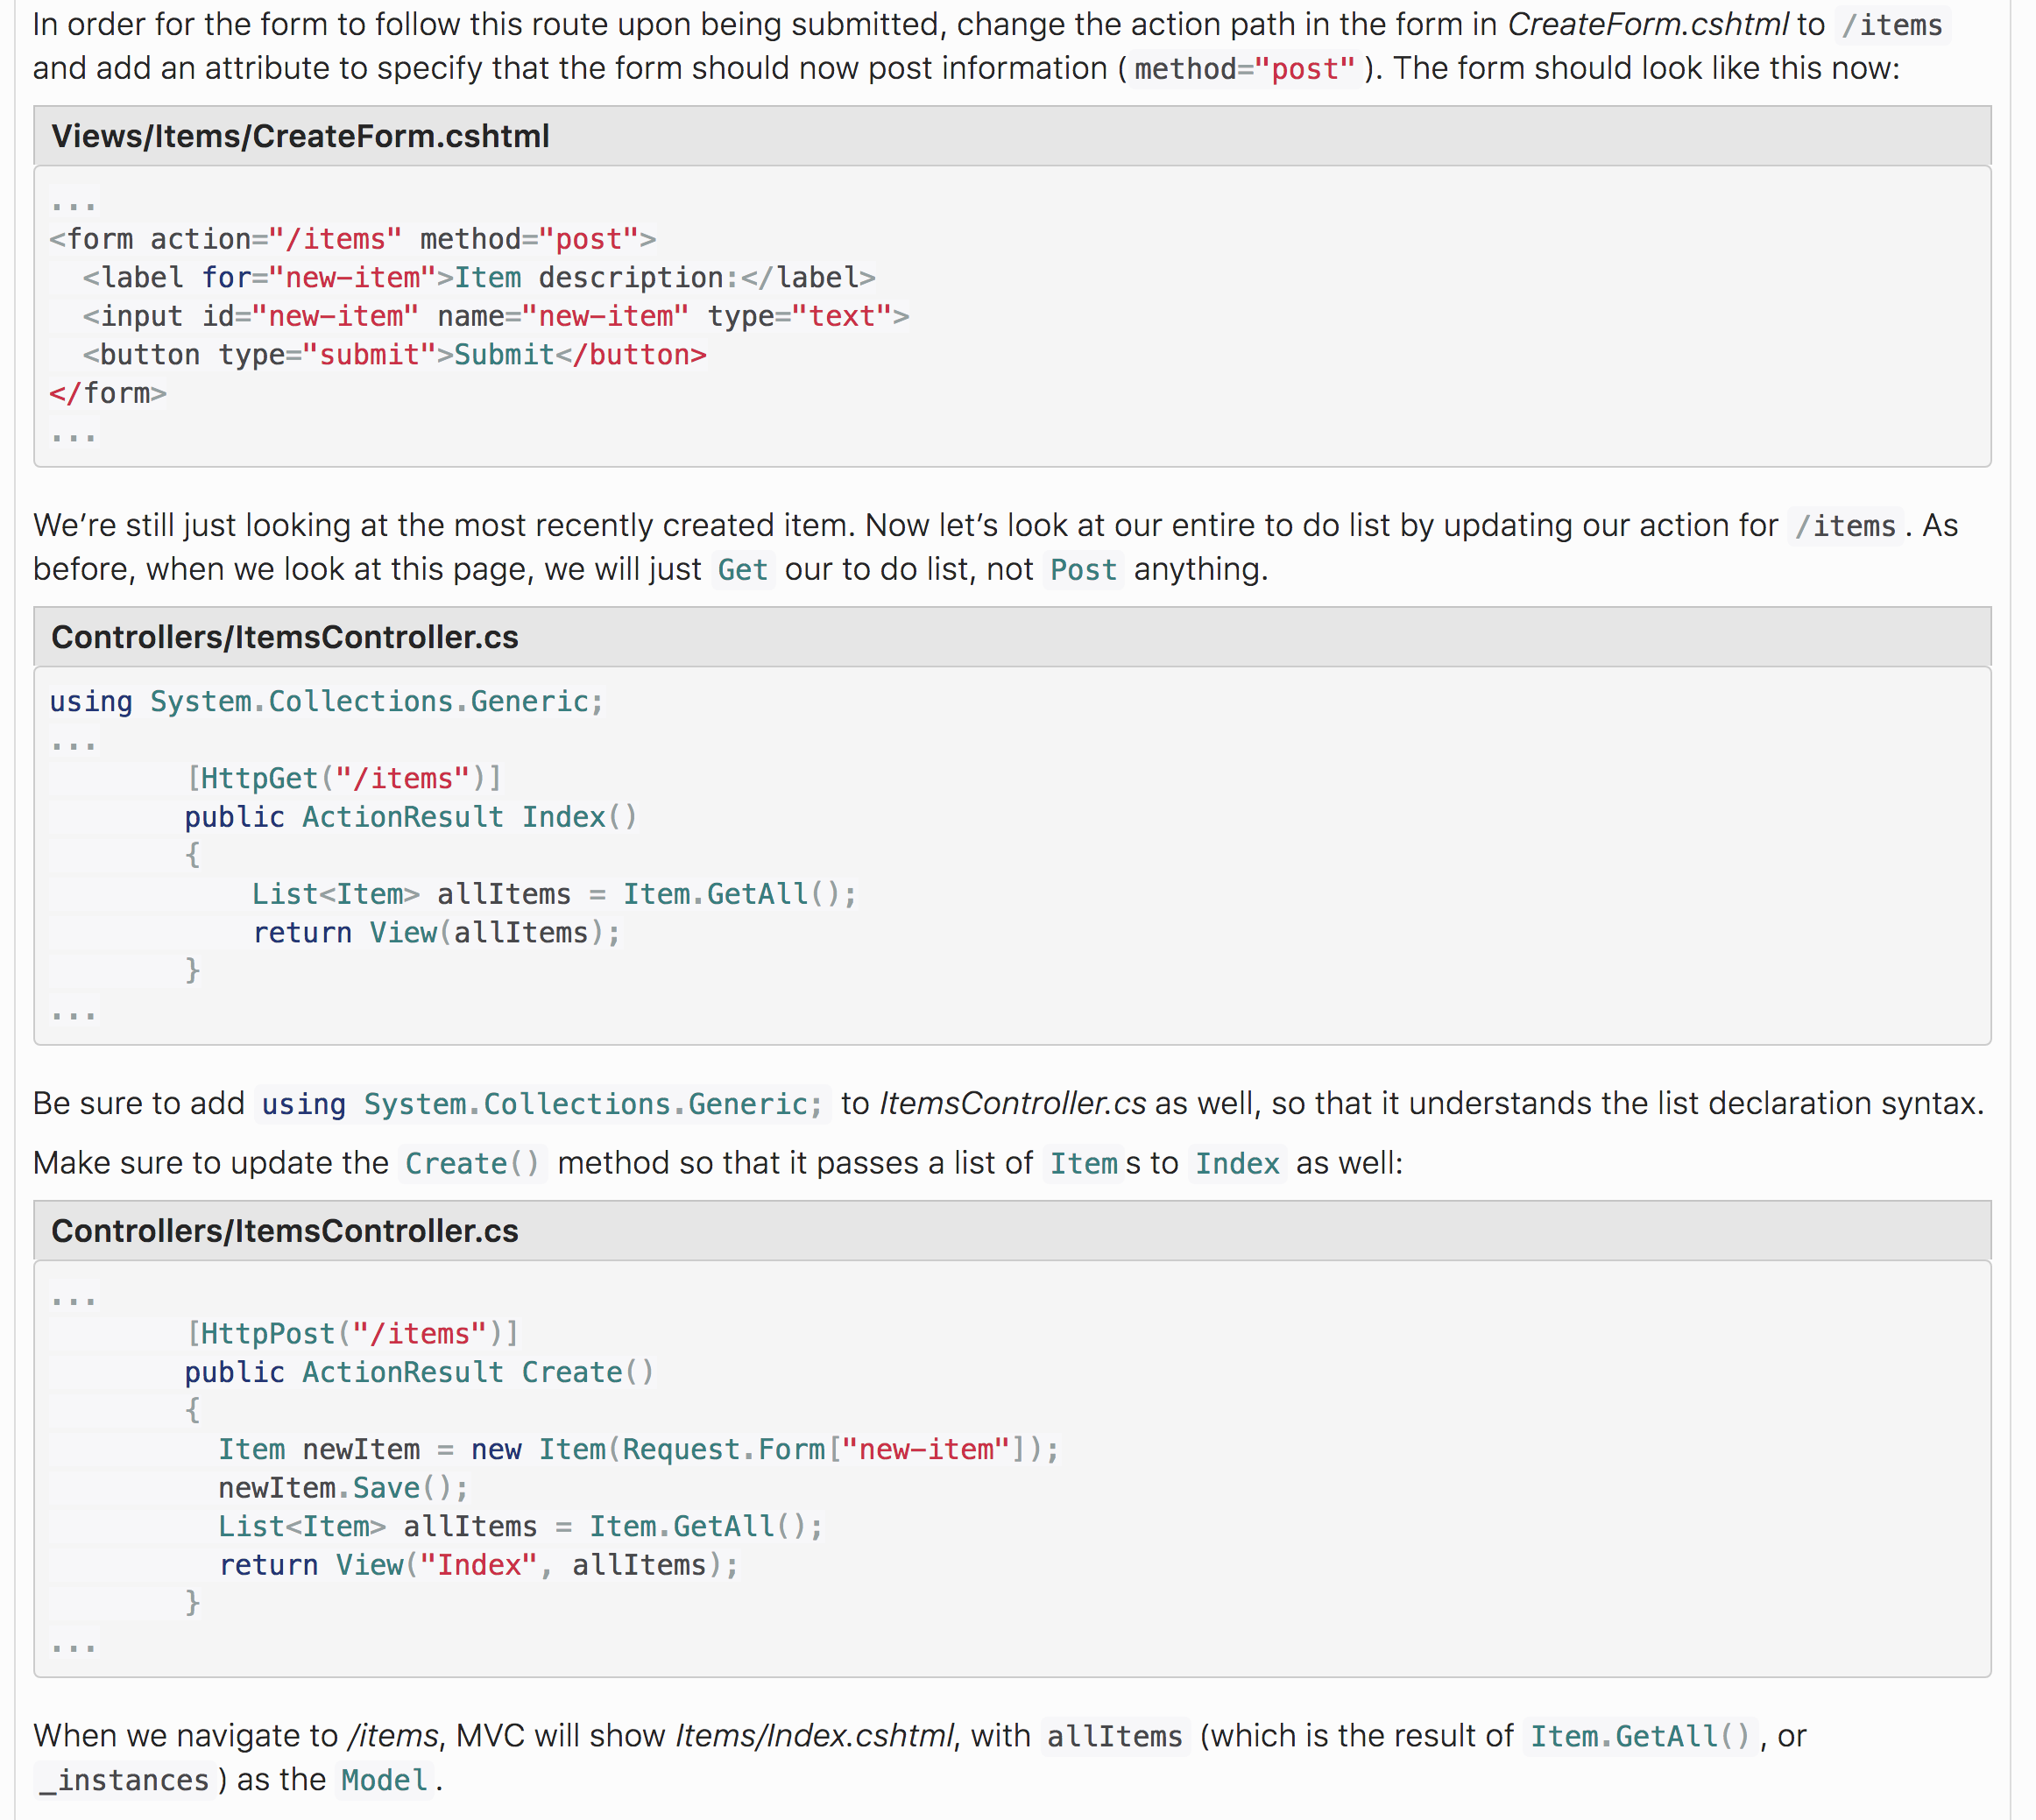 In order for the form to follow this route upon being submitted, change the action path in the form in CreateForm.cshtml to /items
and add an attribute to specify that the form should now post information ( method="post" ). The form should look like this now:
Views/Items/CreateForm.cshtml
...
<form action="/items" method="post">
  <label for="new-item">Item description:</label>
  <input id="new-item" name="new-item" type="text">
  <button type="submit">Submit</button>
</form>
...
We’re still just looking at the most recently created item. Now let’s look at our entire to do list by updating our action for /items . As
before, when we look at this page, we will just Get our to do list, not Post anything.
Controllers/ItemsController.cs
using System.Collections.Generic;
...
        [HttpGet("/items")]
        public ActionResult Index()
        {
            List<Item> allItems = Item.GetAll();
            return View(allItems);
        }
...
Be sure to add using System.Collections.Generic; to ItemsController.cs as well, so that it understands the list declaration syntax.
Make sure to update the Create() method so that it passes a list of Item s to Index as well:
Controllers/ItemsController.cs
...
        [HttpPost("/items")]
        public ActionResult Create()
        {
          Item newItem = new Item(Request.Form["new-item"]);
          newItem.Save();
          List<Item> allItems = Item.GetAll();
          return View("Index", allItems);
        }
...
When we navigate to /items, MVC will show Items/Index.cshtml, with allItems (which is the result of Item.GetAll() , or
_instances ) as the Model .